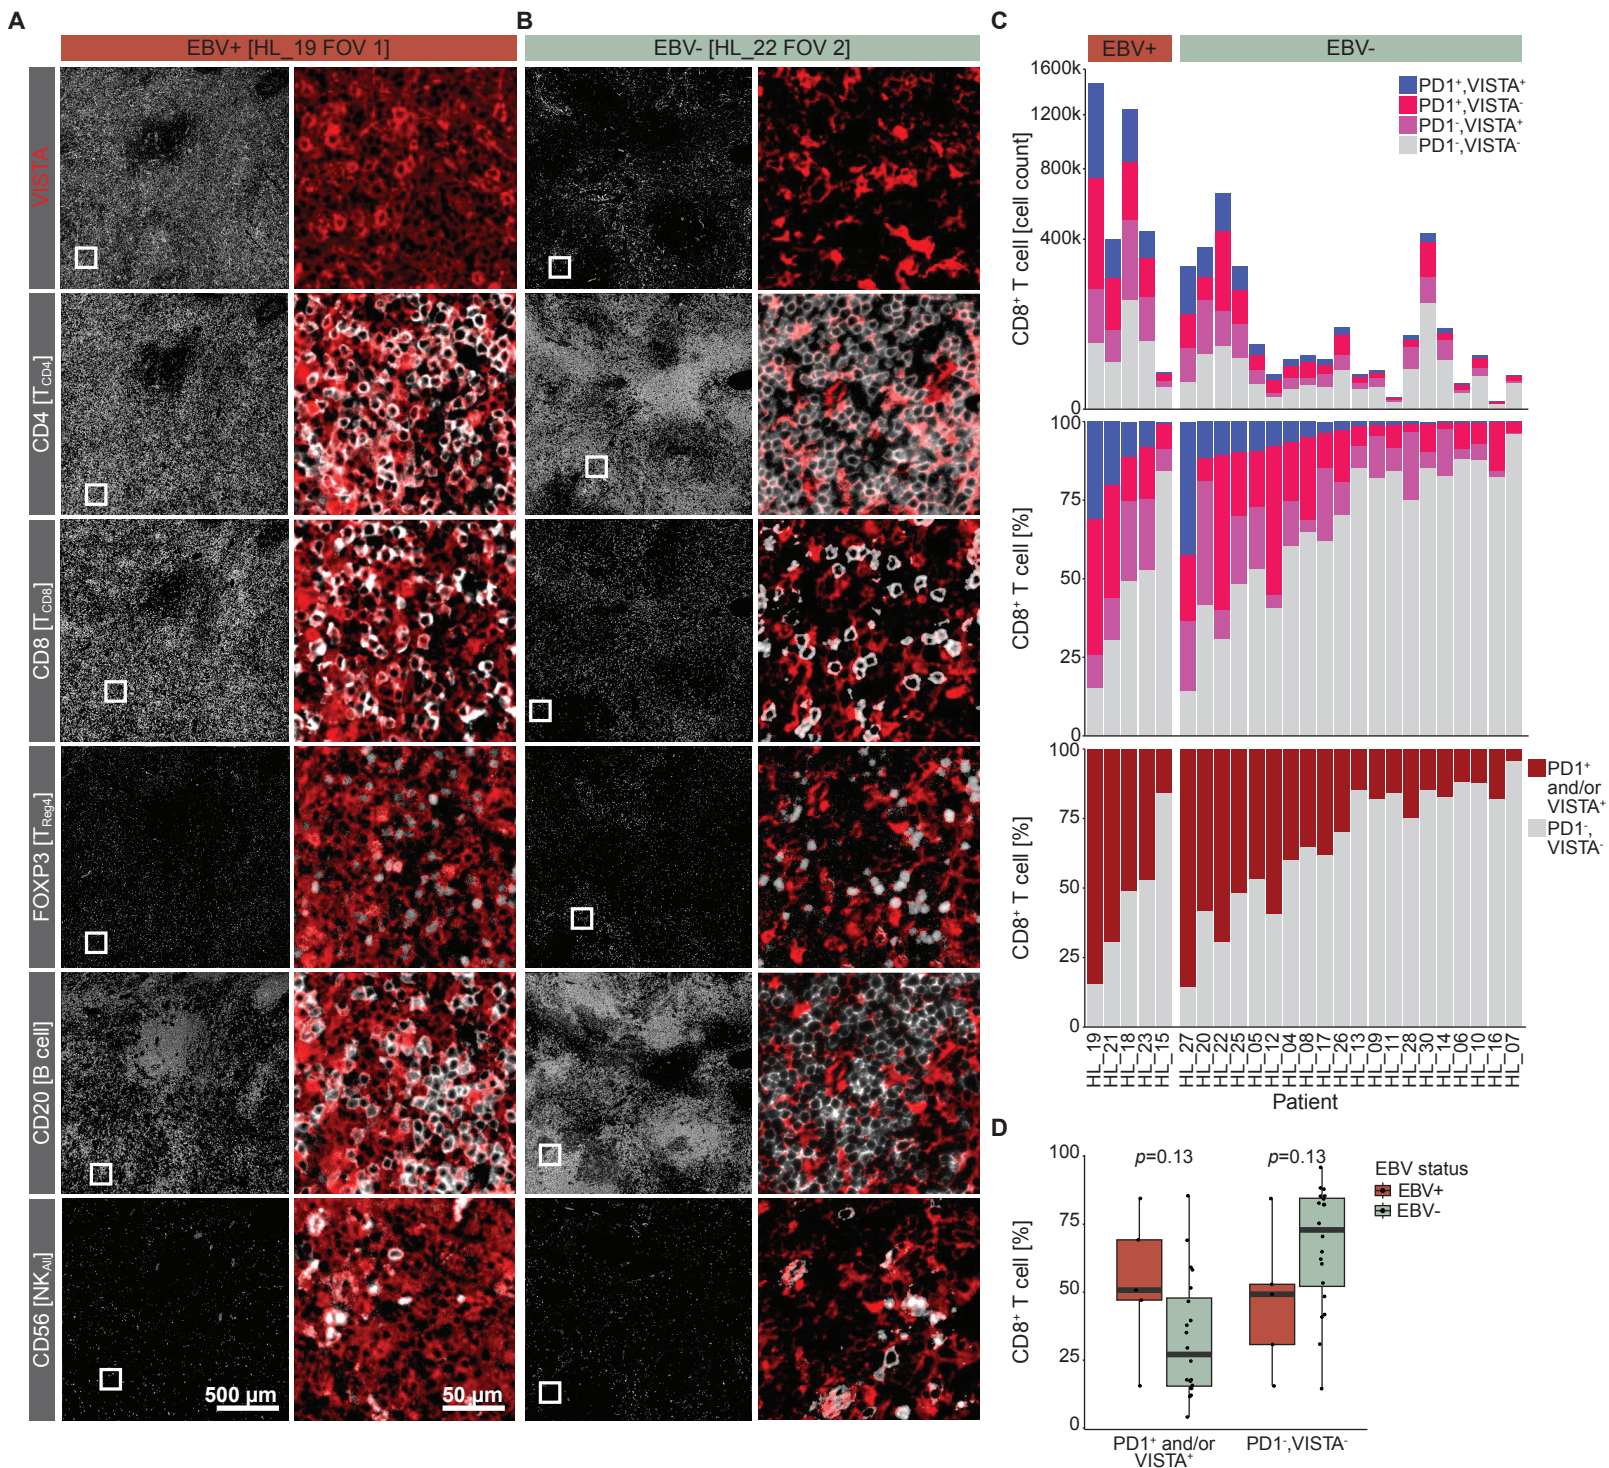 A
B
C
EBV+ [HL_19 FOV 1]
EBV- [HL_22 FOV 2]
VISTA
CD4 [T CD4]
CD8 [T CD8]
FOXP3 [T Reg4]
CD20 [B cell]
CD56 [NK All]
500 µm
50 µm
EBV+
EBV-
1600k
1200k
800k
400k
0
CD8⁺ T cell [cell count]
PD1⁺,VISTA⁺
PD1⁺,VISTA⁻
PD1⁻,VISTA⁺
PD1⁻,VISTA⁻
100
75
50
25
0
CD8⁺ T cell [%]
100
75
50
25
0
CD8⁺ T cell [%]
PD1⁺
and/or
VISTA⁺
PD1⁻,
VISTA⁻
HL_19
HL_21
HL_18
HL_23
HL_15
HL_27
HL_20
HL_22
HL_25
HL_05
HL_12
HL_04
HL_08
HL_17
HL_26
HL_13
HL_09
HL_11
HL_28
HL_30
HL_14
HL_06
HL_10
HL_16
HL_07
Patient
D
100
75
50
25
0
CD8⁺ T cell [%]
p=0.13
p=0.13
EBV status
EBV+
EBV-
PD1⁺ and/or
VISTA⁺
PD1⁻,VISTA⁻